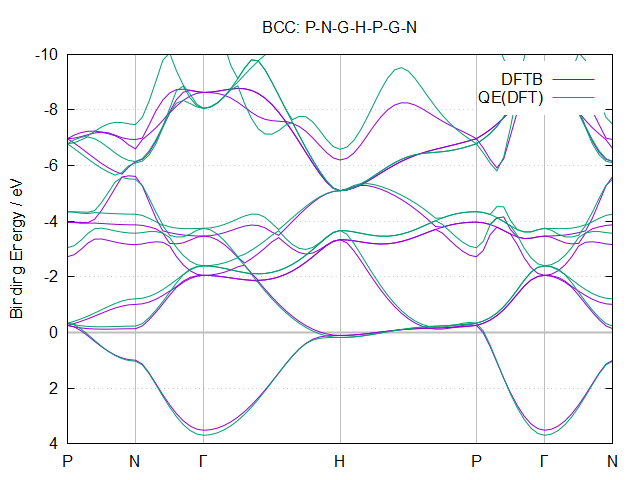 BCC: P-N-G-H-P-G-N
DFTB
QE(DFT)
Binding Energy / eV
-10
-8
-6
-4
-2
0
2
4
P N Γ H P Γ N